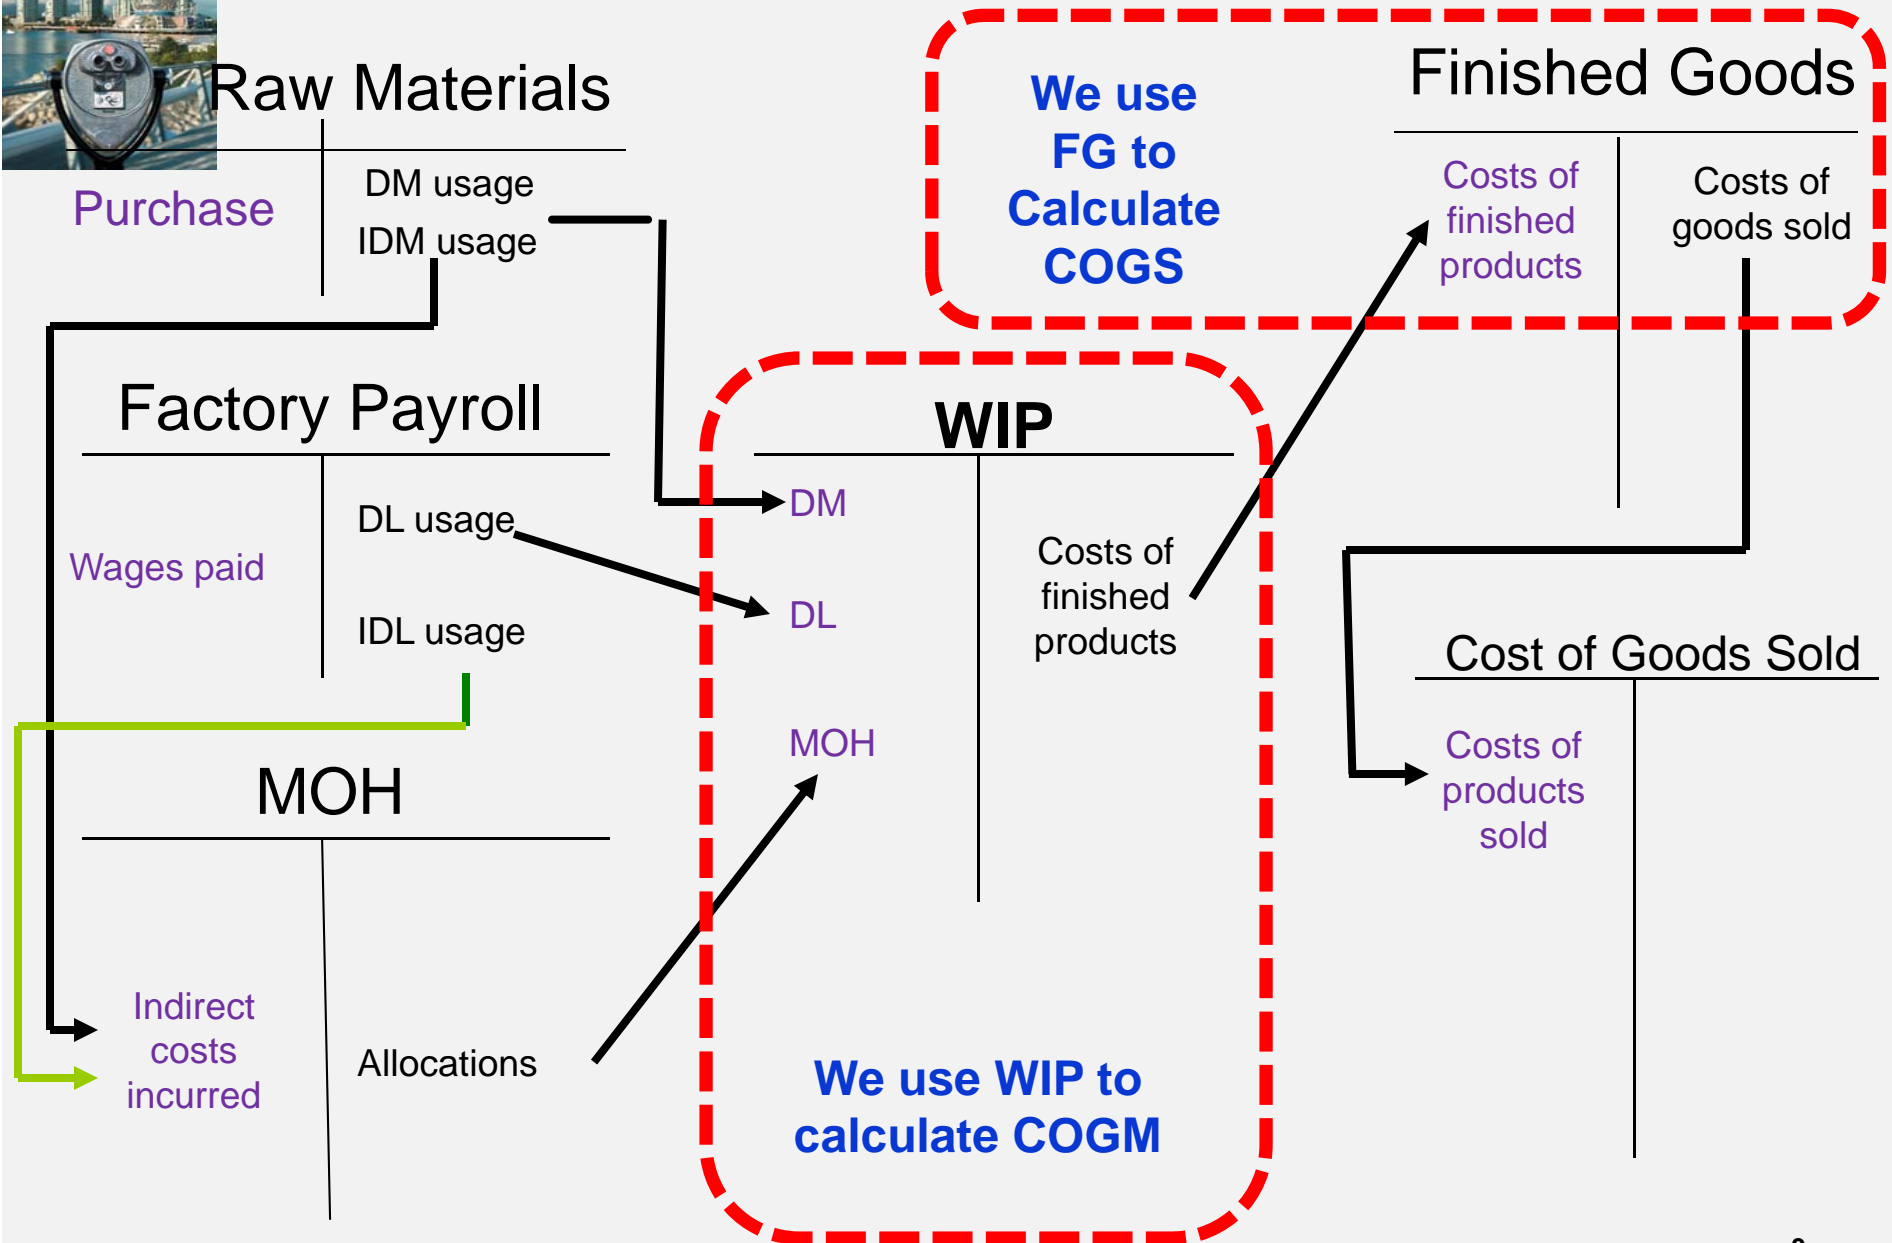 Raw Materials
Purchase
DM usage
IDM usage
We use
FG to
Calculate
COGS
Finished Goods
Costs of
finished
products
Costs of
goods sold
Factory Payroll
Wages paid
DL usage
IDL usage
WIP
DM
DL
MOH
Costs of
finished
products
We use WIP to
calculate COGM
Cost of Goods Sold
Costs of
products
sold
MOH
Indirect
costs
incurred
Allocations